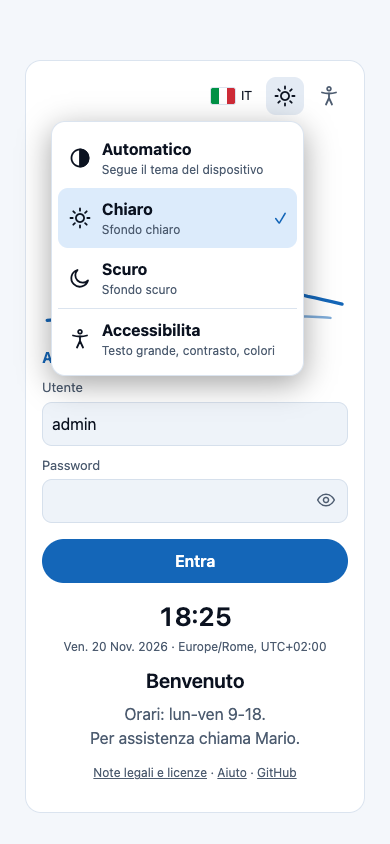 IT
Automatico
Segue il tema del dispositivo
Chiaro
Sfondo chiaro
Scuro
Sfondo scuro
Accessibilita
Testo grande, contrasto, colori
Utente
admin
Password
Entra
18:25
Ven. 20 Nov. 2026 · Europe/Rome, UTC+02:00
Benvenuto
Orari: lun-ven 9-18.
Per assistenza chiama Mario.
Note legali e licenze · Aiuto · GitHub